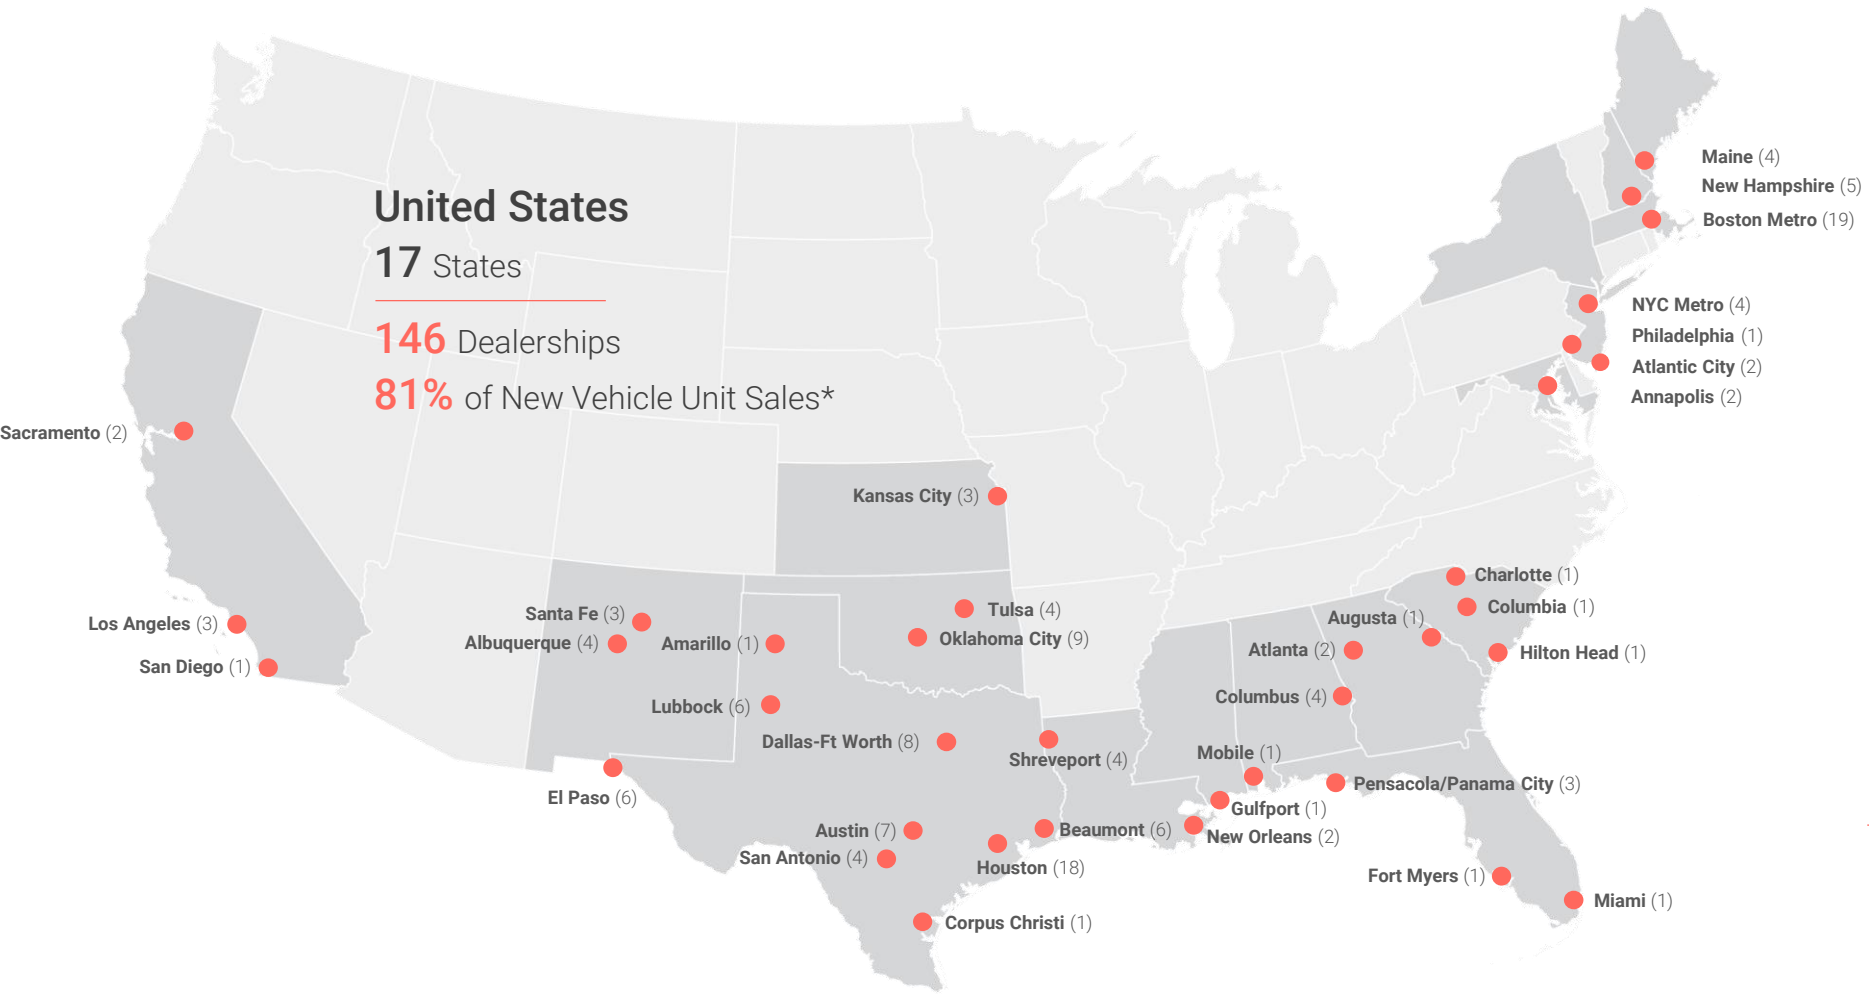 United States
17 States
146 Dealerships
81% of New Vehicle Unit Sales*
Maine (4)
New Hampshire (5)
Boston Metro (19)
NYC Metro (4)
Philadelphia (1)
Atlantic City (2)
Annapolis (2)
Sacramento (2)
Kansas City (3)
Los Angeles (3)
San Diego (1)
Santa Fe (3)
Albuquerque (4)
Amarillo (1)
Tulsa (4)
Oklahoma City (9)
Lubbock (6)
Dallas-Ft Worth (8)
El Paso (6)
Austin (7)
San Antonio (4)
Houston (18)
Corpus Christi (1)
Beaumont (6)
Shreveport (4)
Charlotte (1)
Columbia (1)
Augusta (1)
Atlanta (2)
Hilton Head (1)
Columbus (4)
Mobile (1)
Pensacola/Panama City (3)
Gulfport (1)
New Orleans (2)
Fort Myers (1)
Miami (1)